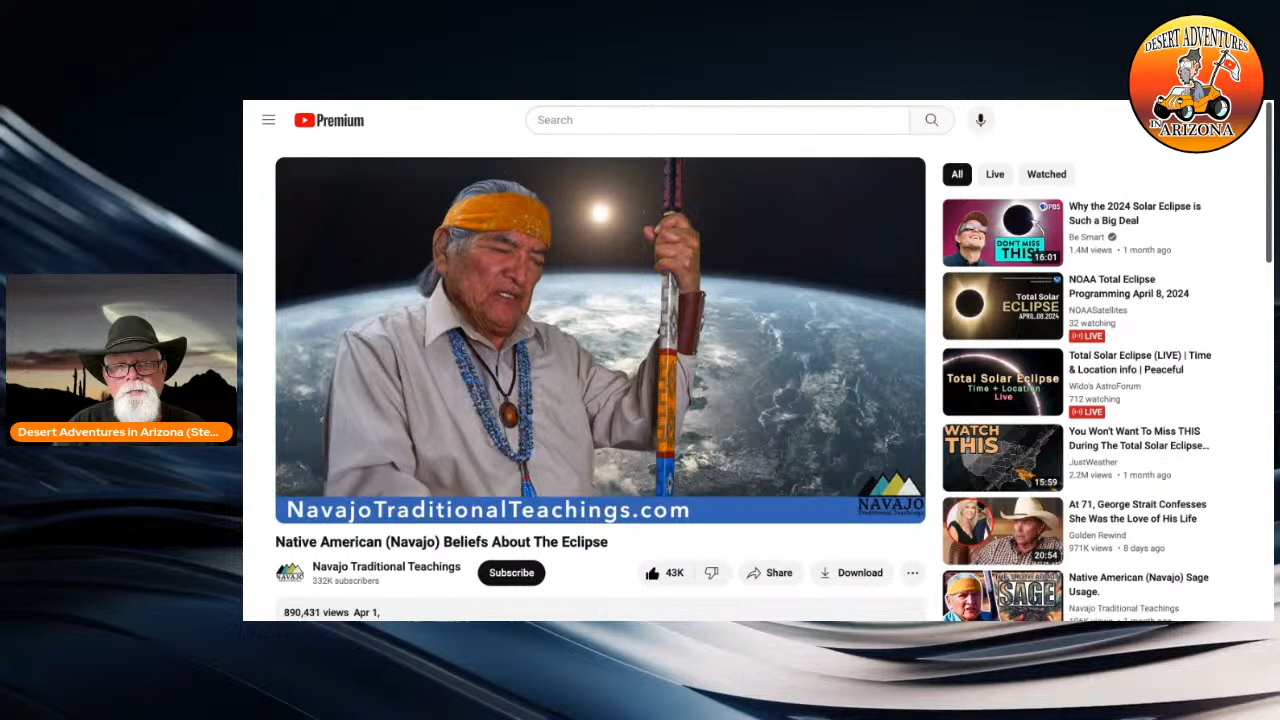 DESERT ADVENTURES
IN ARIZONA
Premium
Search
All
Live
Watched
NavajoTraditionalTeachings.com
NAVAJO
Traditional Teachings
Native American (Navajo) Beliefs About The Eclipse
NAVAJO
Navajo Traditional Teachings
332K subscribers
Subscribe
43K
Share
Download
890,431 views Apr 1,
PBS
DON'T MISS
THIS!
16:01
Why the 2024 Solar Eclipse is
Such a Big Deal
Be Smart
1.4M views • 1 month ago
Total Solar
ECLIPSE
APRIL.08.2024
NOAA Total Eclipse
Programming April 8, 2024
NOAASatellites
32 watching
LIVE
Total Solar Eclipse
Time + Location
Live
Total Solar Eclipse (LIVE) | Time
& Location info | Peaceful
Wido's AstroForum
712 watching
LIVE
WATCH
THIS
15:59
You Won't Want To Miss THIS
During The Total Solar Eclipse...
JustWeather
2.2M views • 1 month ago
20:54
At 71, George Strait Confesses
She Was the Love of His Life
Golden Rewind
971K views • 8 days ago
THE TRUTH ABOUT
SAGE
Native American (Navajo) Sage
Usage.
Navajo Traditional Teachings
Desert Adventures in Arizona (Ste...